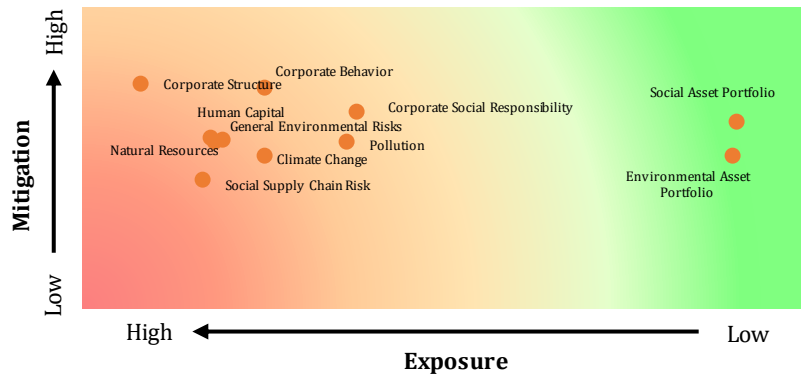 High
Mitigation
Low
Corporate Behavior
Corporate Structure
Social Asset Portfolio
Corporate Social Responsibility
Human Capital
General Environmental Risks
Pollution
Natural Resources
Climate Change
Environmental Asset
Portfolio
Social Supply Chain Risk
High
Low
Exposure